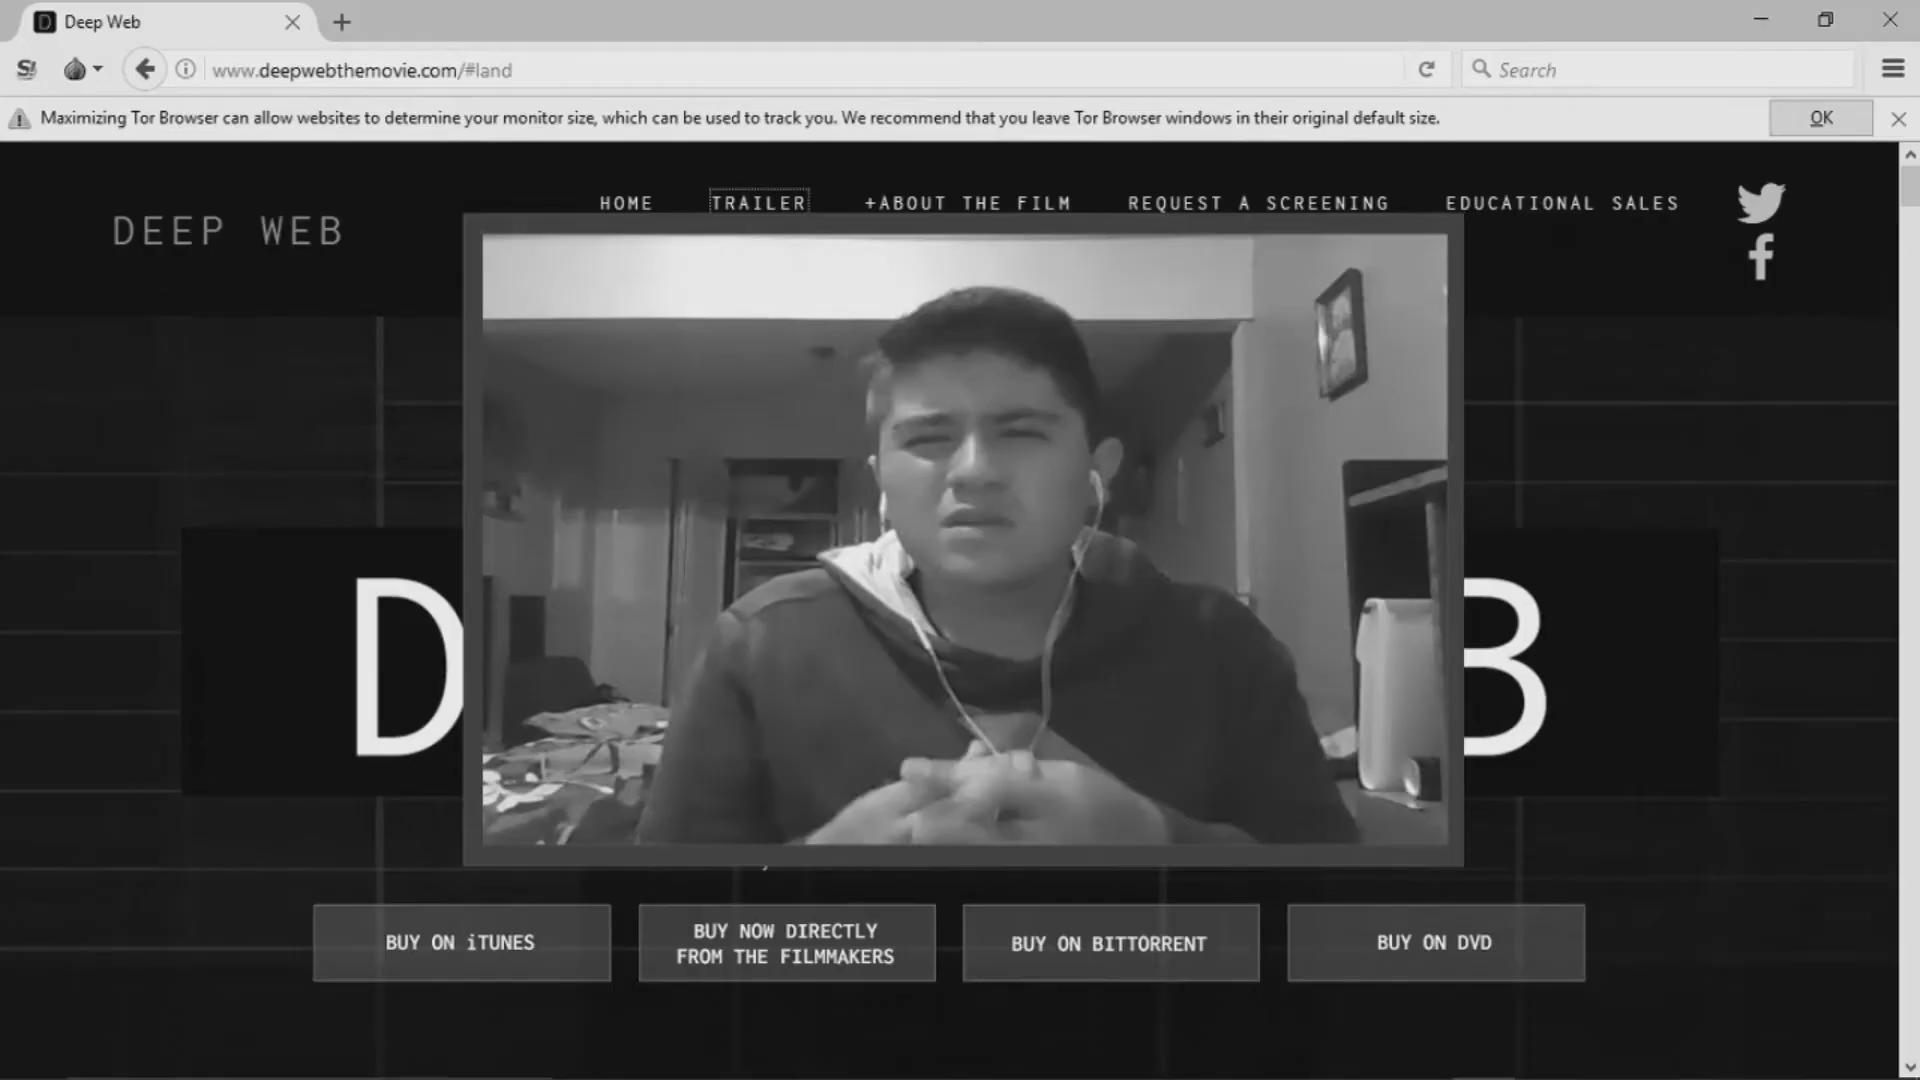 Deep Web
www.deepwebthemovie.com/#land
Search
Maximizing Tor Browser can allow websites to determine your monitor size, which can be used to track you. We recommend that you leave Tor Browser windows in their original default size.
OK
DEEP WEB
HOME
TRAILER
+ABOUT THE FILM
REQUEST A SCREENING
EDUCATIONAL SALES
D
B
BUY ON iTUNES
BUY NOW DIRECTLY
FROM THE FILMMAKERS
BUY ON BITTORRENT
BUY ON DVD